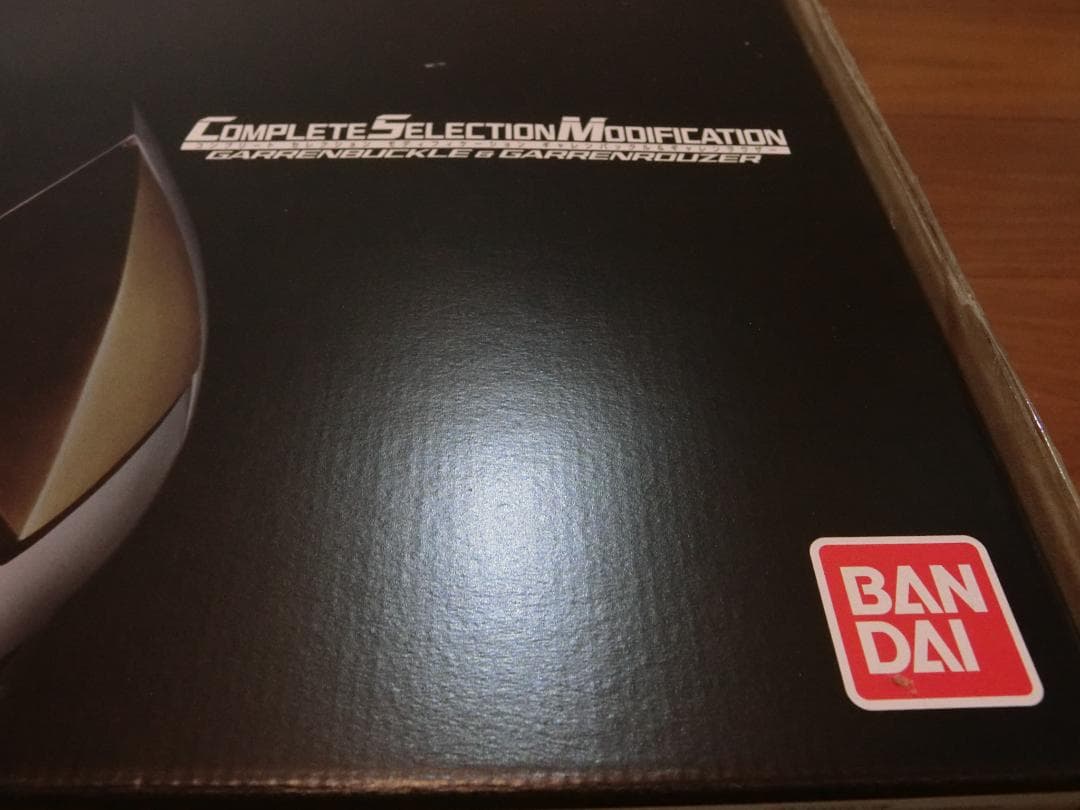 COMPLETE SELECTION MODIFICATION
GARRENBUCKLE & GARRENROUZER
BAN
DAI